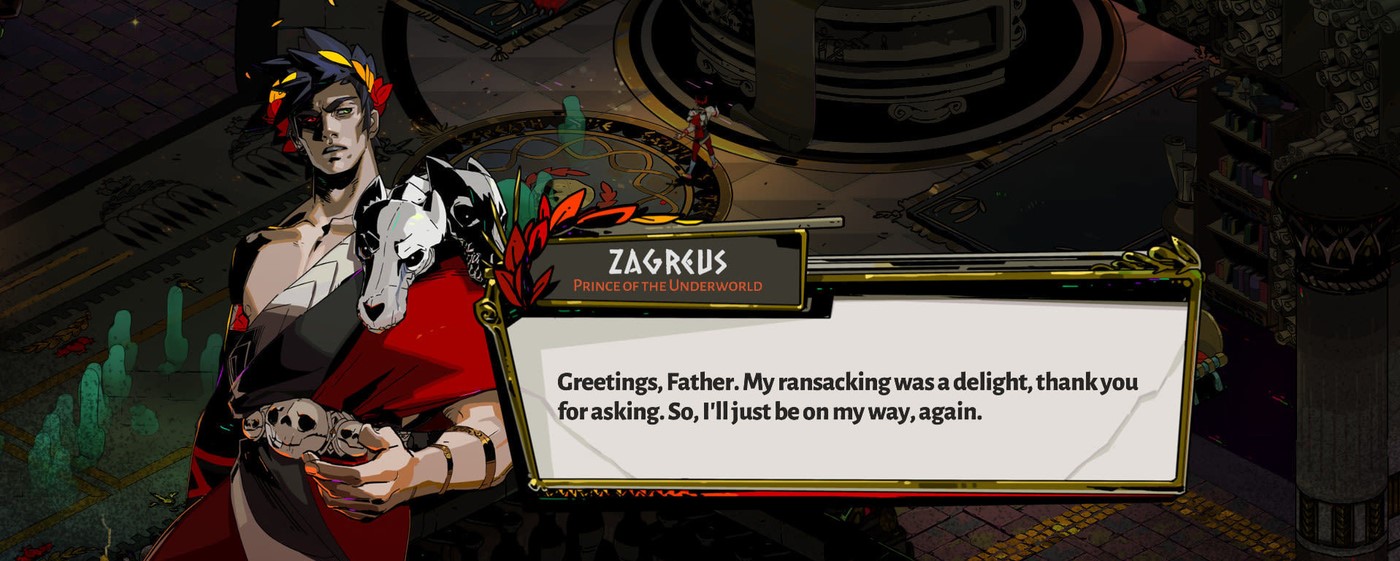 ZAGREUS
PRINCE OF THE UNDERWORLD
Greetings, Father. My ransacking was a delight, thank you
for asking. So, I'll just be on my way, again.